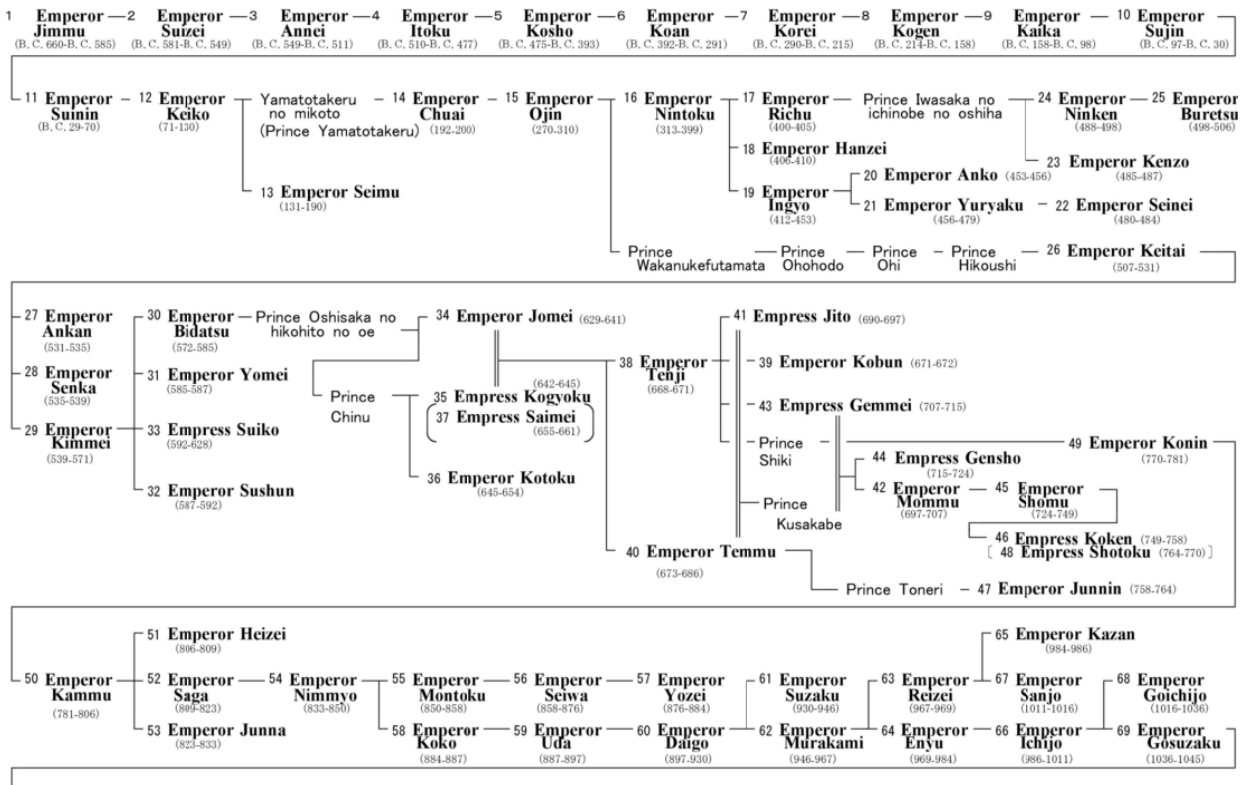 1 Emperor Jimmu (B. C. 660-B. C. 585)
2 Emperor Suizei (B. C. 581-B. C. 549)
3 Emperor Annei (B. C. 549-B. C. 511)
4 Emperor Itoku (B. C. 510-B. C. 477)
5 Emperor Kosho (B. C. 475-B. C. 393)
6 Emperor Koan (B. C. 392-B. C. 291)
7 Emperor Korei (B. C. 290-B. C. 215)
8 Emperor Kogen (B. C. 214-B. C. 158)
9 Emperor Kaika (B. C. 158-B. C. 98)
10 Emperor Sujin (B. C. 97-B. C. 30)
11 Emperor Suinin (B. C. 29-70)
12 Emperor Keiko (71-130)
Yamatotakeru no mikoto (Prince Yamatotakeru)
14 Emperor Chuai (192-200)
15 Emperor Ojin (270-310)
16 Emperor Nintoku (313-399)
17 Emperor Richu (400-405)
Prince Iwasaka no ichinobe no oshiha
24 Emperor Ninken (488-498)
25 Emperor Buretsu (498-506)
18 Emperor Hanzei (406-410)
23 Emperor Kenzo (485-487)
13 Emperor Seimu (131-190)
19 Emperor Ingyo (412-453)
20 Emperor Anko (453-456)
21 Emperor Yuryaku (456-479)
22 Emperor Seinei (480-484)
Prince Wakanukefutamata
Prince Ohohodo
Prince Ohi
Prince Hikoushi
26 Emperor Keitai (507-531)
27 Emperor Ankan (531-535)
30 Emperor Bidatsu (572-585)
Prince Oshisaka no hikohito no oe
34 Emperor Jomei (629-641)
41 Empress Jito (690-697)
28 Emperor Senka (535-539)
31 Emperor Yomei (585-587)
Prince Chinu
(642-645)
35 Empress Kogyoku
37 Empress Saimei (655-661)
38 Emperor Tenji (668-671)
39 Emperor Kobun (671-672)
43 Empress Gemmei (707-715)
29 Emperor Kimmei (539-571)
33 Empress Suiko (592-628)
Prince Shiki
49 Emperor Konin (770-781)
32 Emperor Sushun (587-592)
36 Emperor Kotoku (645-654)
44 Empress Gensho (715-724)
42 Emperor Mommu (697-707)
45 Emperor Shomu (724-749)
Prince Kusakabe
46 Empress Koken (749-758)
[ 48 Empress Shotoku (764-770) ]
40 Emperor Temmu (673-686)
Prince Toneri
47 Emperor Junnin (758-764)
51 Emperor Heizei (806-809)
65 Emperor Kazan (984-986)
50 Emperor Kammu (781-806)
52 Emperor Saga (809-823)
54 Emperor Nimmyo (833-850)
55 Emperor Montoku (850-858)
56 Emperor Seiwa (858-876)
57 Emperor Yozei (876-884)
61 Emperor Suzaku (930-946)
63 Emperor Reizei (967-969)
67 Emperor Sanjo (1011-1016)
68 Emperor Goichijo (1016-1036)
53 Emperor Junna (823-833)
58 Emperor Koko (884-887)
59 Emperor Uda (887-897)
60 Emperor Daigo (897-930)
62 Emperor Murakami (946-967)
64 Emperor Enyu (969-984)
66 Emperor Ichijo (986-1011)
69 Emperor Gosuzaku (1036-1045)